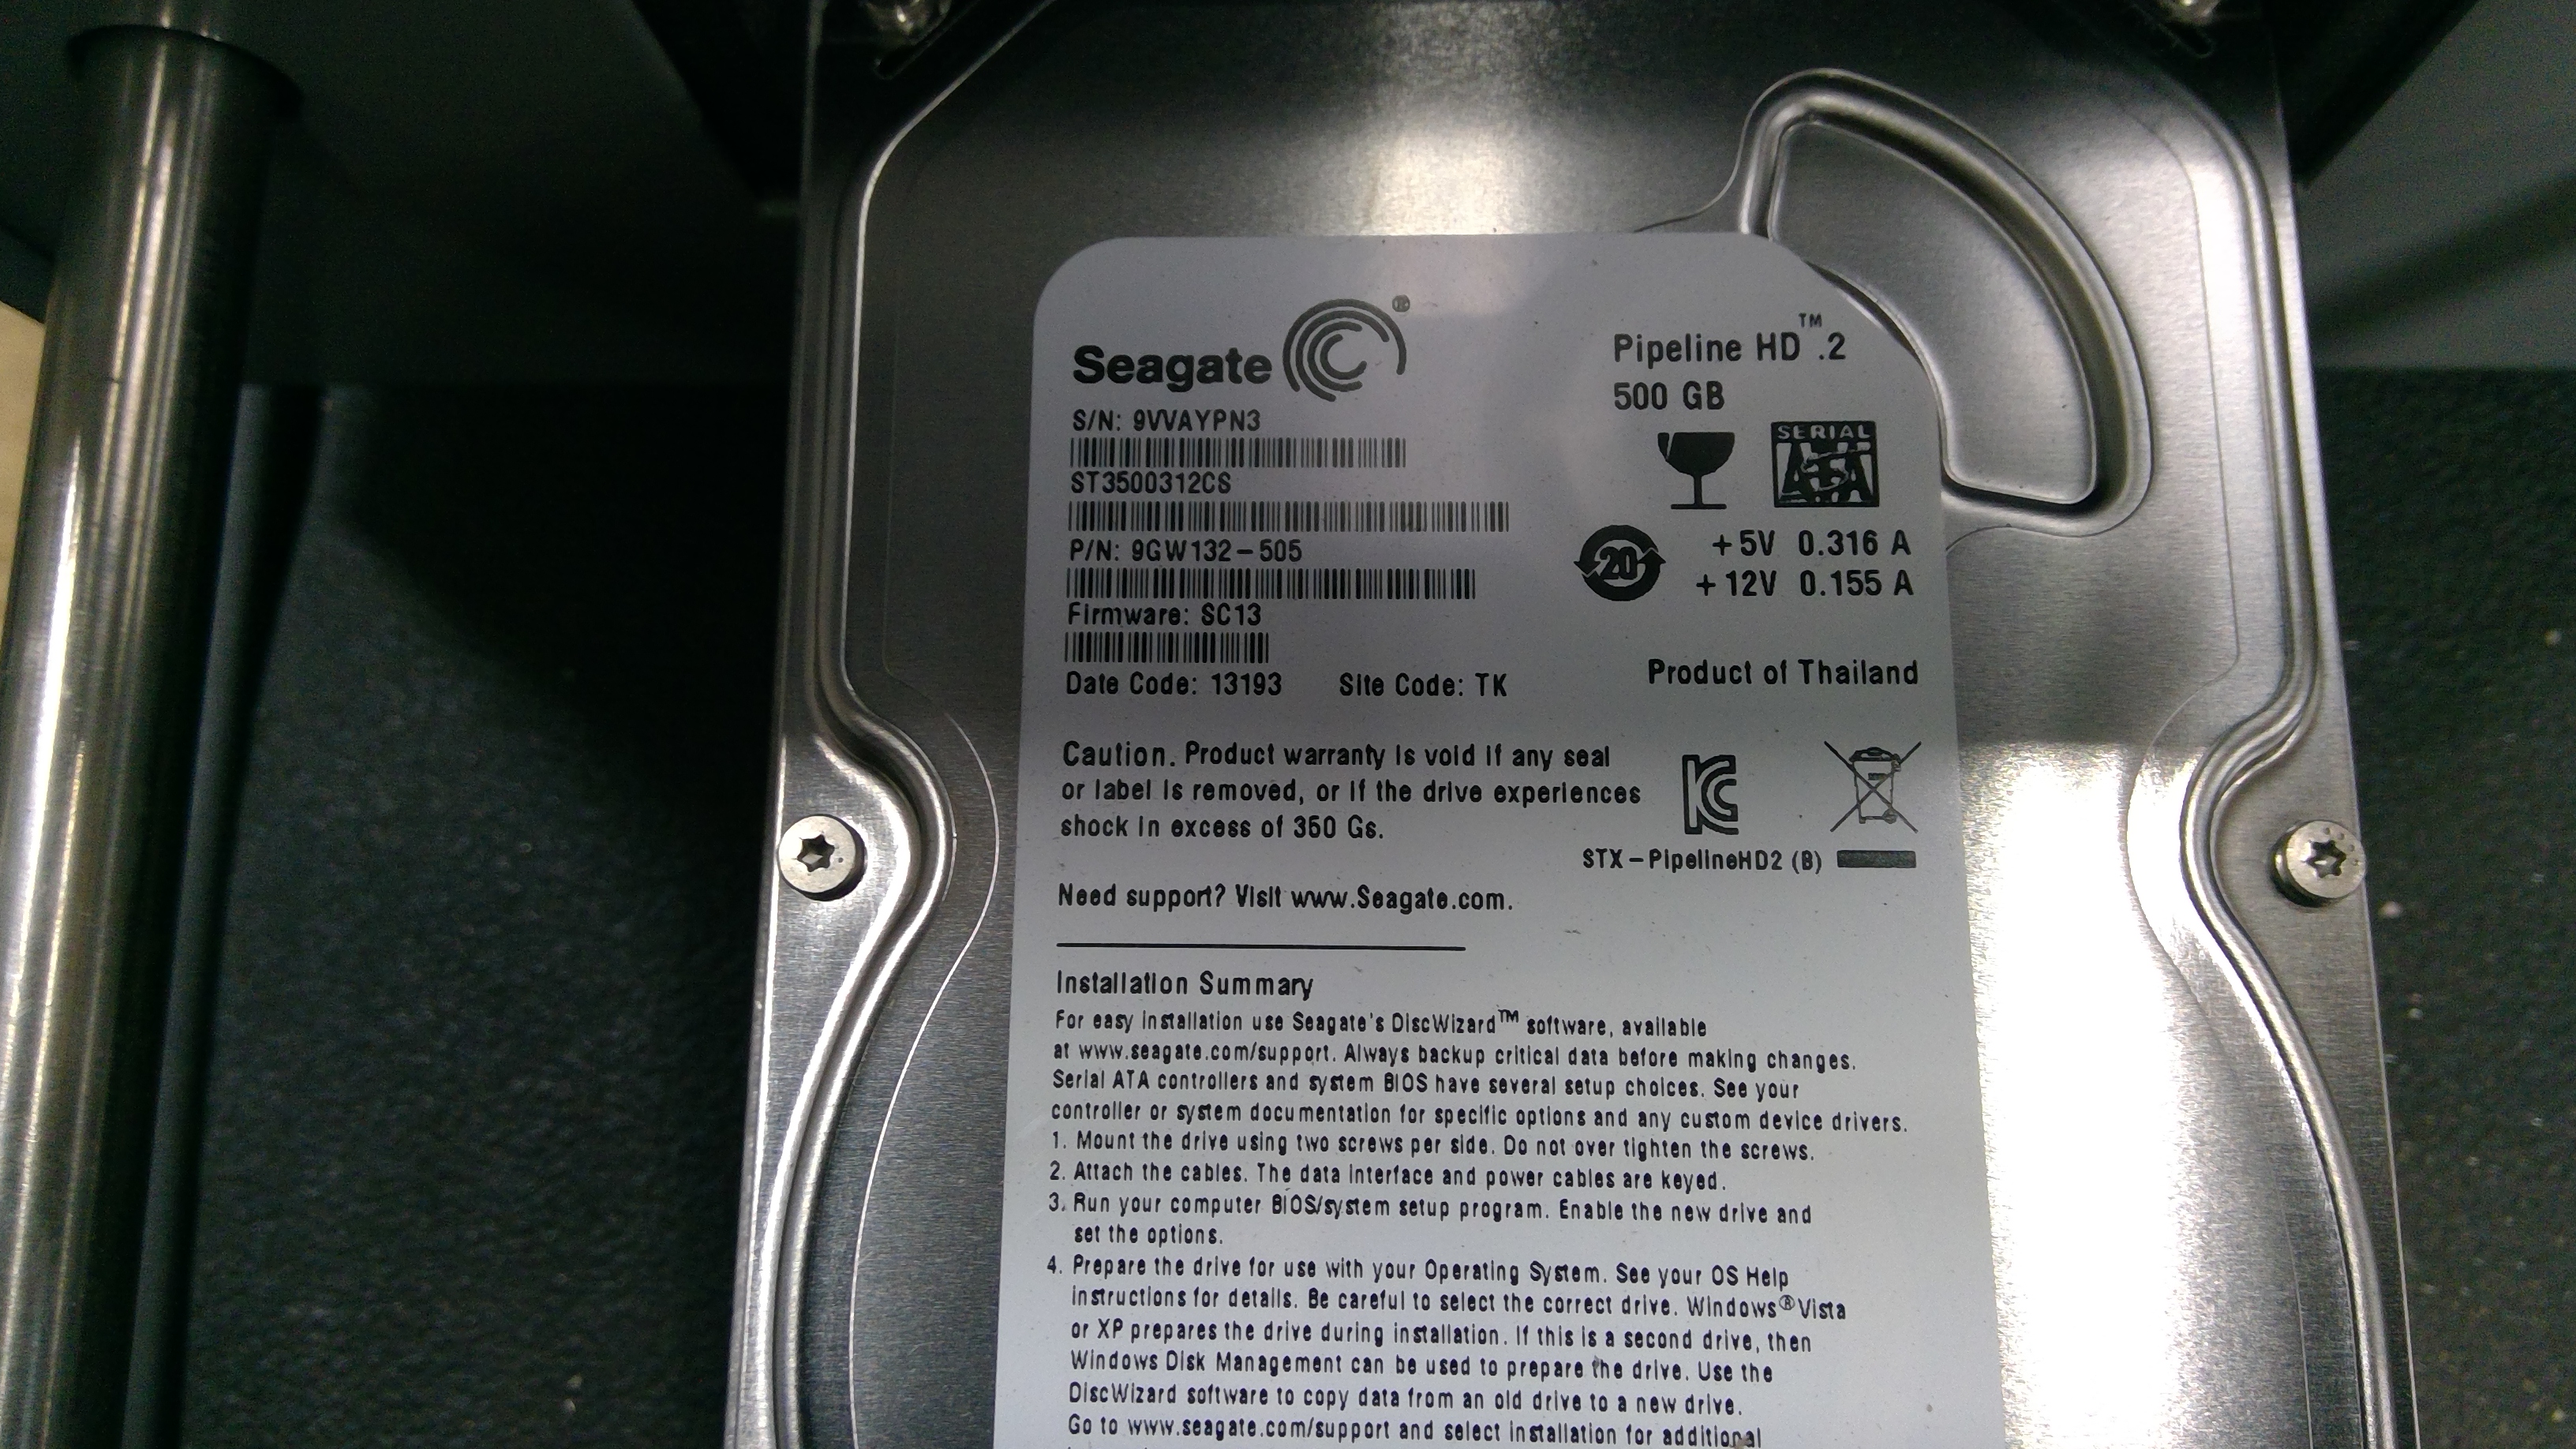 Seagate ®
S/N: 9VVAYPN3
ST3500312CS
P/N: 9GW132-505
Firmware: SC13
Date Code: 13193 Site Code: TK
Pipeline HD™.2
500 GB
SERIAL
ATA
20
+5V 0.316 A
+12V 0.155 A
Product of Thailand
Caution. Product warranty is void if any seal
or label is removed, or if the drive experiences
shock in excess of 350 Gs.
STX-PipelineHD2 (B)
Need support? Visit www.Seagate.com.
Installation Summary
For easy installation use Seagate's DiscWizard™ software, available
at www.seagate.com/support. Always backup critical data before making changes.
Serial ATA controllers and system BIOS have several setup choices. See your
controller or system documentation for specific options and any custom device drivers.
1. Mount the drive using two screws per side. Do not over tighten the screws.
2. Attach the cables. The data interface and power cables are keyed.
3. Run your computer BIOS/system setup program. Enable the new drive and
set the options.
4. Prepare the drive for use with your Operating System. See your OS Help
instructions for details. Be careful to select the correct drive. Windows® Vista
or XP prepares the drive during installation. If this is a second drive, then
Windows Disk Management can be used to prepare the drive. Use the
DiscWizard software to copy data from an old drive to a new drive.
Go to www.seagate.com/support and select installation for additional